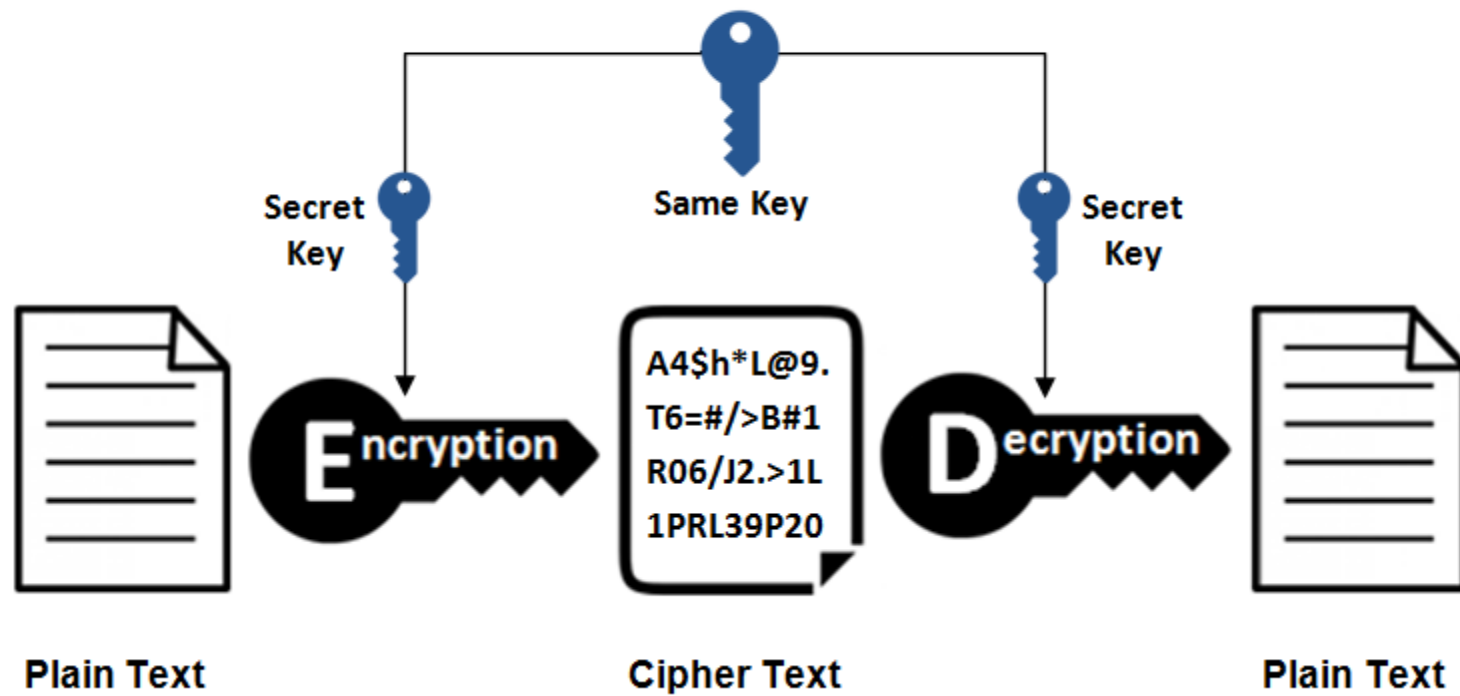 Same Key
Secret
Key
Secret
Key
Encryption
A4$h*L@9.
T6=#/>B#1
R06/J2.>1L
1PRL39P20
Decryption
Plain Text
Cipher Text
Plain Text